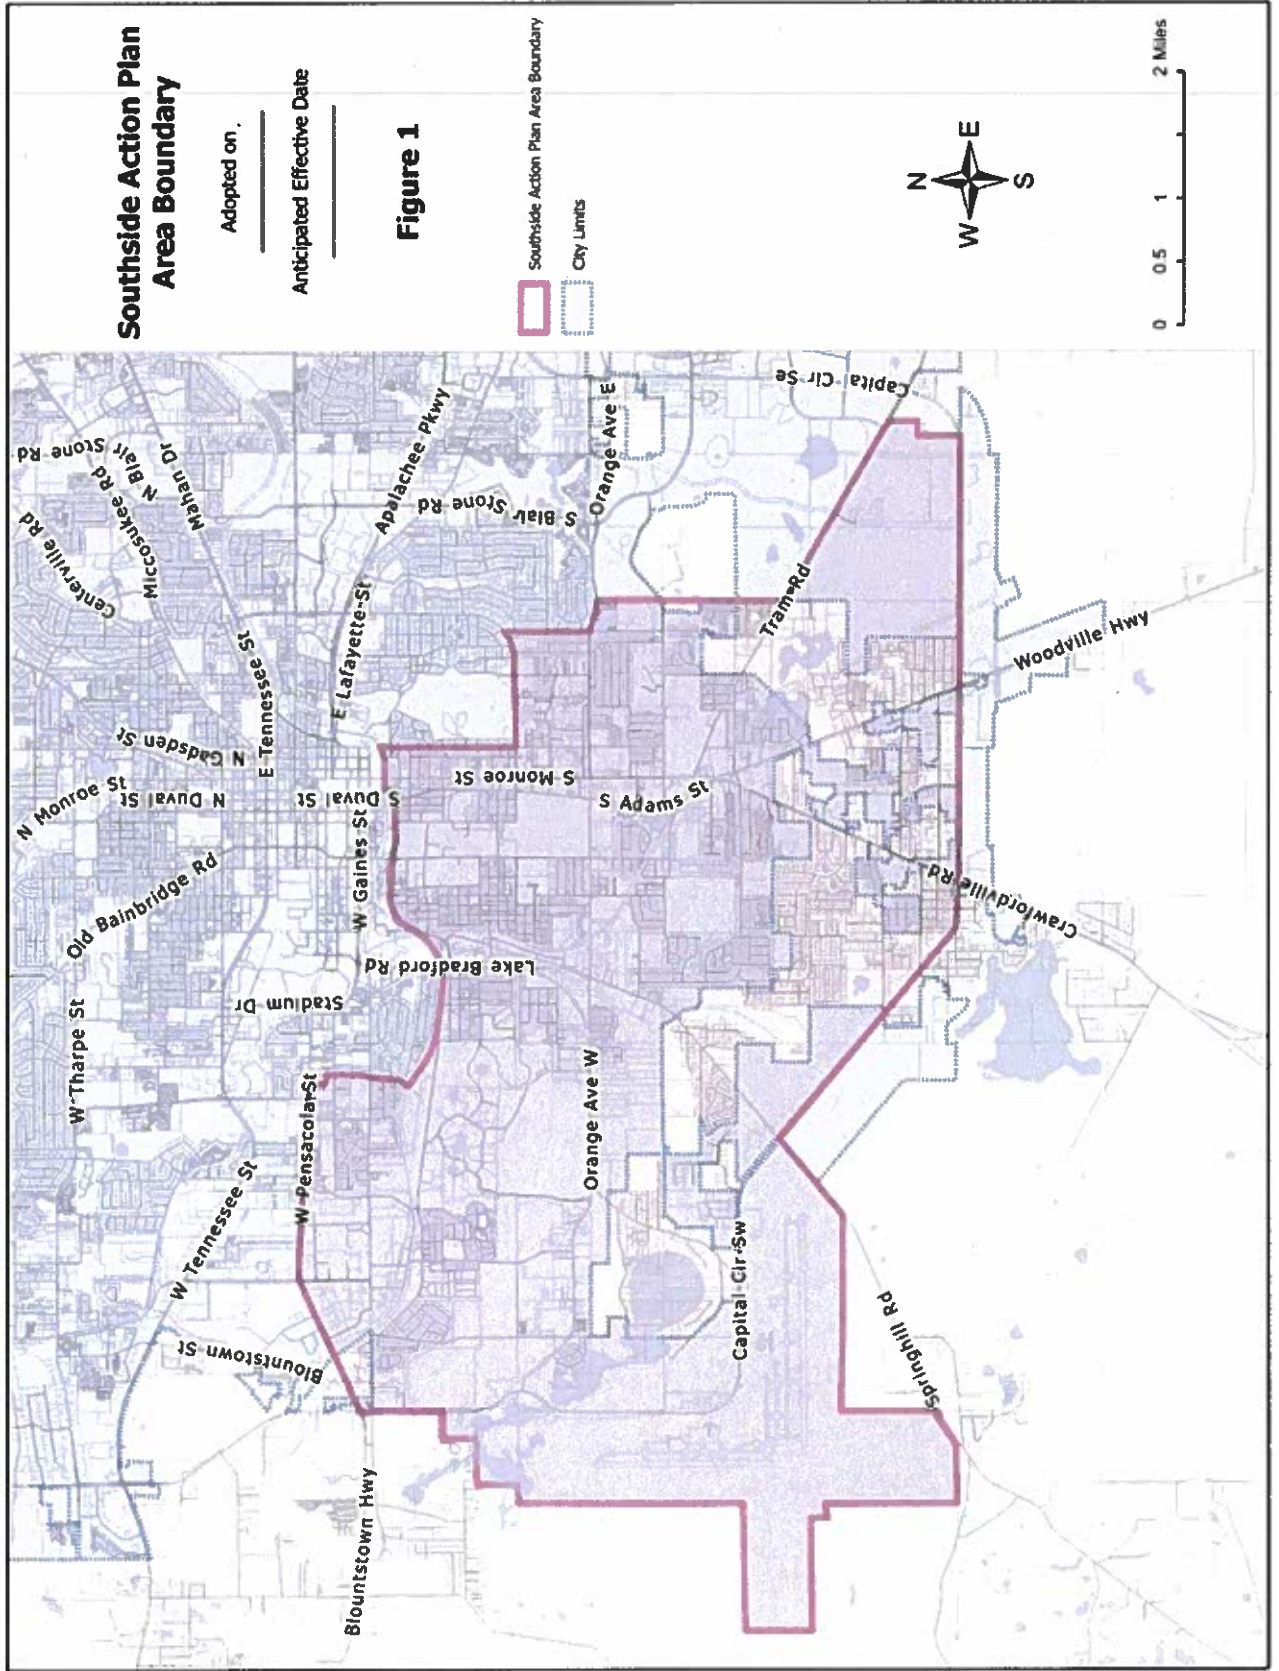 Southside Action Plan
Area Boundary
Adopted on .
Anticipated Effective Date
Figure 1
Southside Action Plan Area Boundary
City Limits
N
W
E
S
0
0.5
1
2 Miles
Centerville Rd
Miccosukee Rd
N Blair
Stone Rd
Mahan Dr
N Monroe St
N Gadsden St
N Duval St
E Tennessee St
E Lafayette St
Apalachee Pkwy
S Blair Stone Rd
Orange Ave E
Capital Cir Se
Old Bainbridge Rd
W Tharpe St
Stadium Dr
W Gaines St
S Duval St
S Monroe St
S Adams St
Tram Rd
Woodville Hwy
Crawfordville Rd
Lake Bradford Rd
W Pensacola St
W Tennessee St
Blountstown St
Blountstown Hwy
Orange Ave W
Capital Cir Sw
Springhill Rd